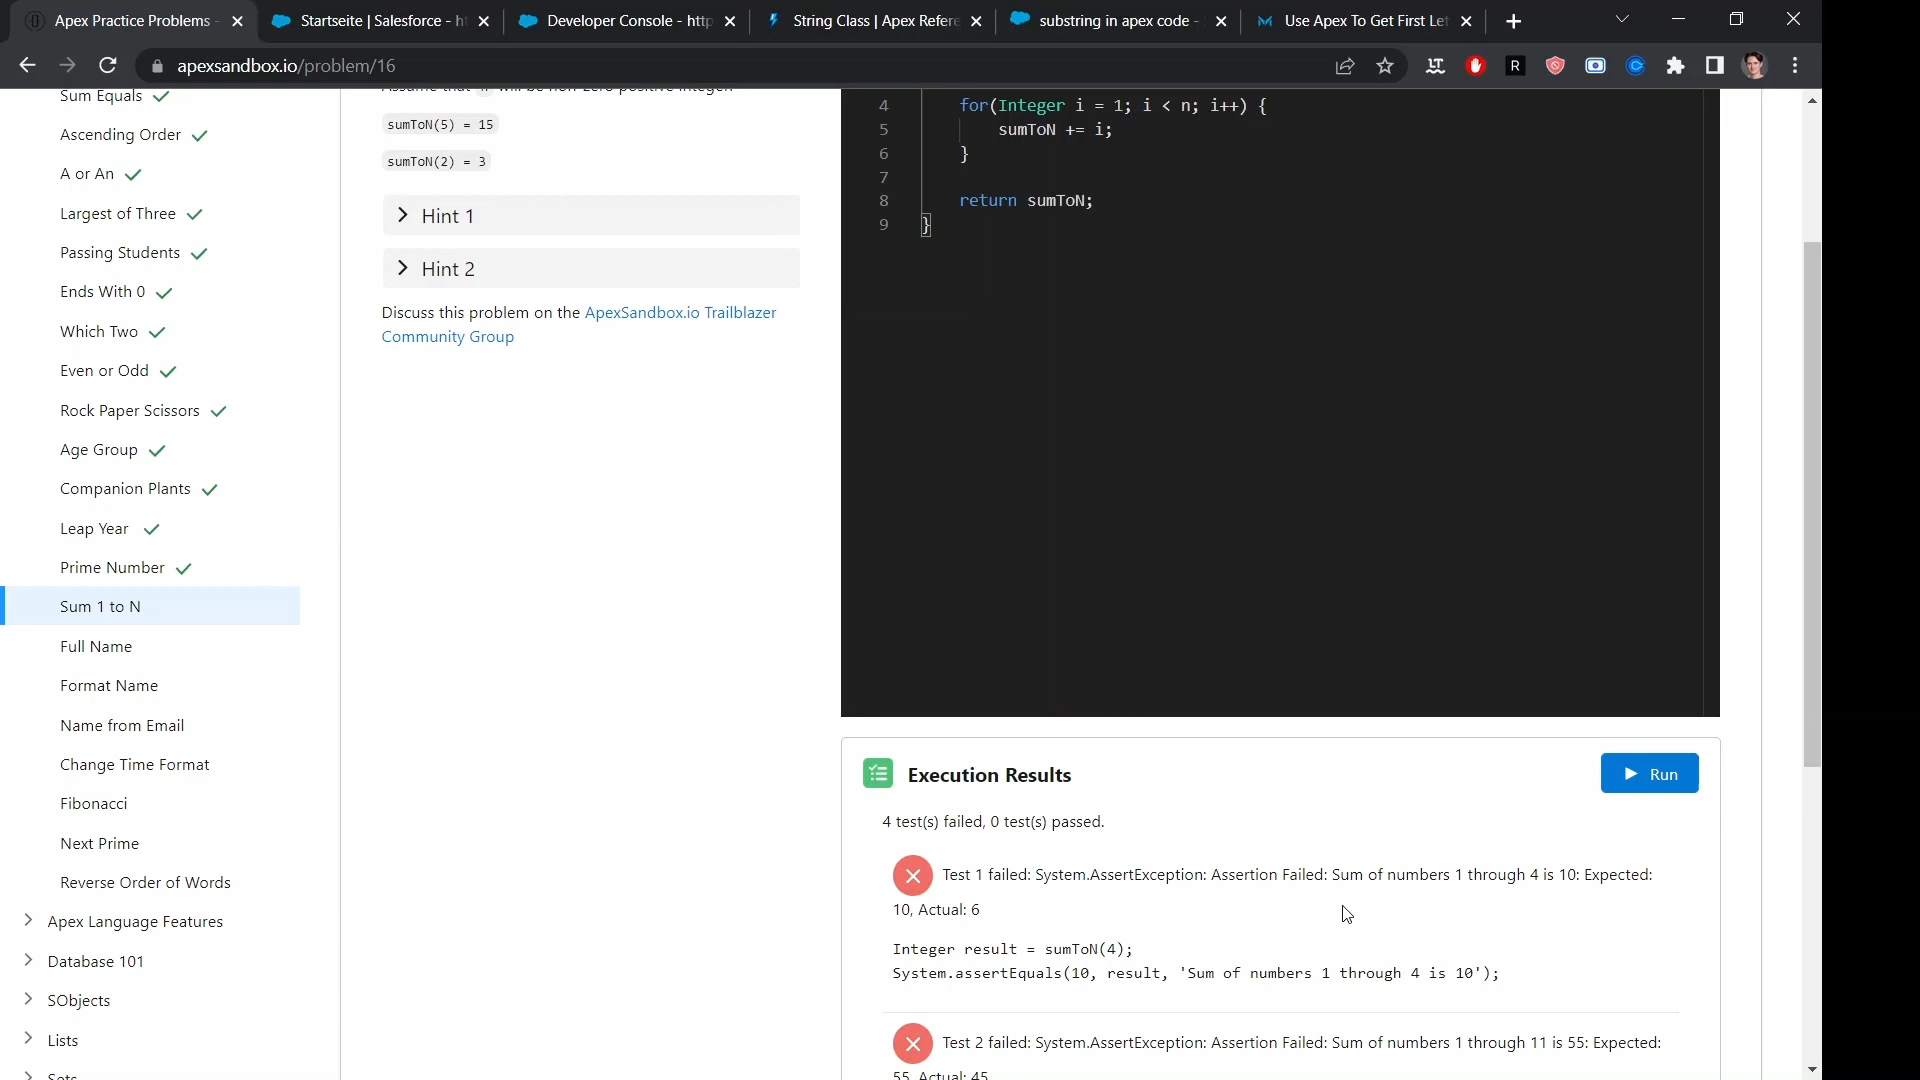 Apex Practice Problems -
Startseite | Salesforce - ht
Developer Console - http
String Class | Apex Refere
substring in apex code -
Use Apex To Get First Let
apexsandbox.io/problem/16
Sum Equals
Ascending Order
A or An
Largest of Three
Passing Students
Ends With 0
Which Two
Even or Odd
Rock Paper Scissors
Age Group
Companion Plants
Leap Year
Prime Number
Sum 1 to N
Full Name
Format Name
Name from Email
Change Time Format
Fibonacci
Next Prime
Reverse Order of Words
Apex Language Features
Database 101
SObjects
Lists
Sets
sumToN(5) = 15
sumToN(2) = 3
Hint 1
Hint 2
Discuss this problem on the ApexSandbox.io Trailblazer
Community Group
4 for(Integer i = 1; i < n; i++) {
5 sumToN += i;
6 }
7
8 return sumToN;
9 }
Execution Results
Run
4 test(s) failed, 0 test(s) passed.
Test 1 failed: System.AssertException: Assertion Failed: Sum of numbers 1 through 4 is 10: Expected:
10, Actual: 6
Integer result = sumToN(4);
System.assertEquals(10, result, 'Sum of numbers 1 through 4 is 10');
Test 2 failed: System.AssertException: Assertion Failed: Sum of numbers 1 through 11 is 55: Expected:
55, Actual: 45